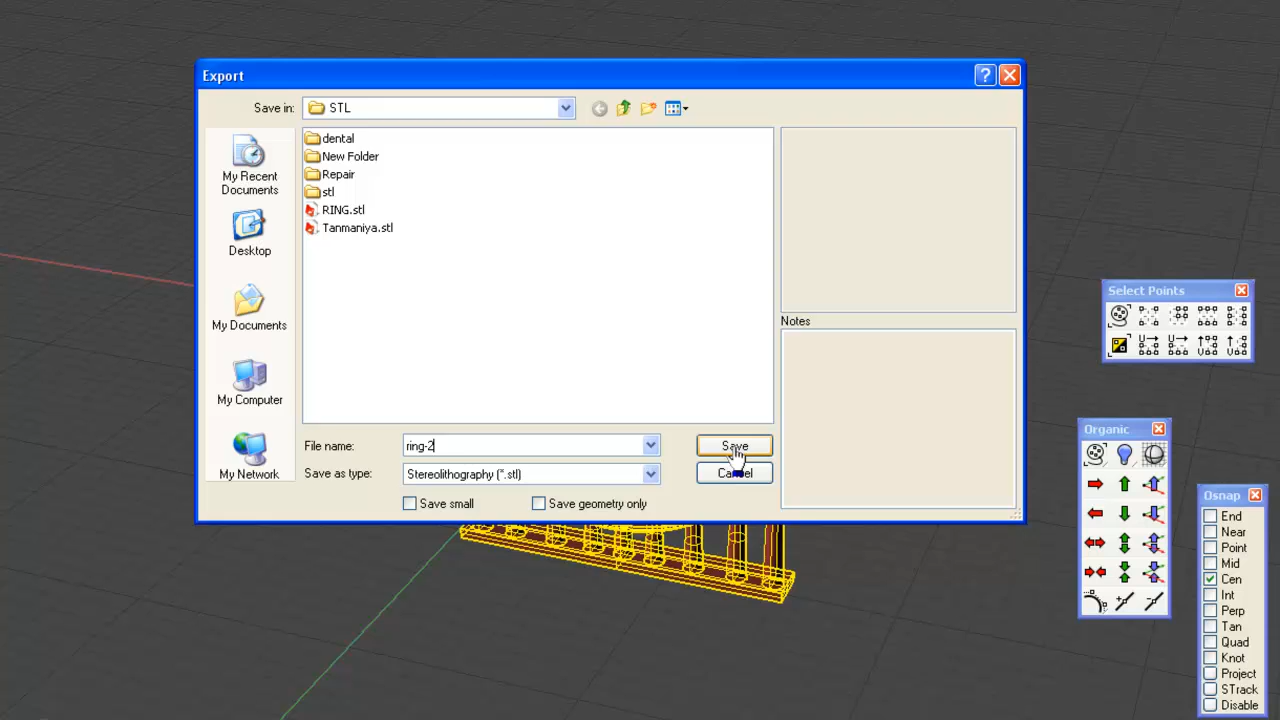 Export
Save in:
STL
My Recent
Documents
Desktop
My Documents
My Computer
My Network
dental
New Folder
Repair
stl
RING.stl
Tanmaniya.stl
Notes
File name:
ring-2
Save
Save as type:
Stereolithography (*.stl)
Cancel
Save small
Save geometry only
Select Points
Organic
Osnap
End
Near
Point
Mid
Cen
Int
Perp
Tan
Quad
Knot
Project
STrack
Disable